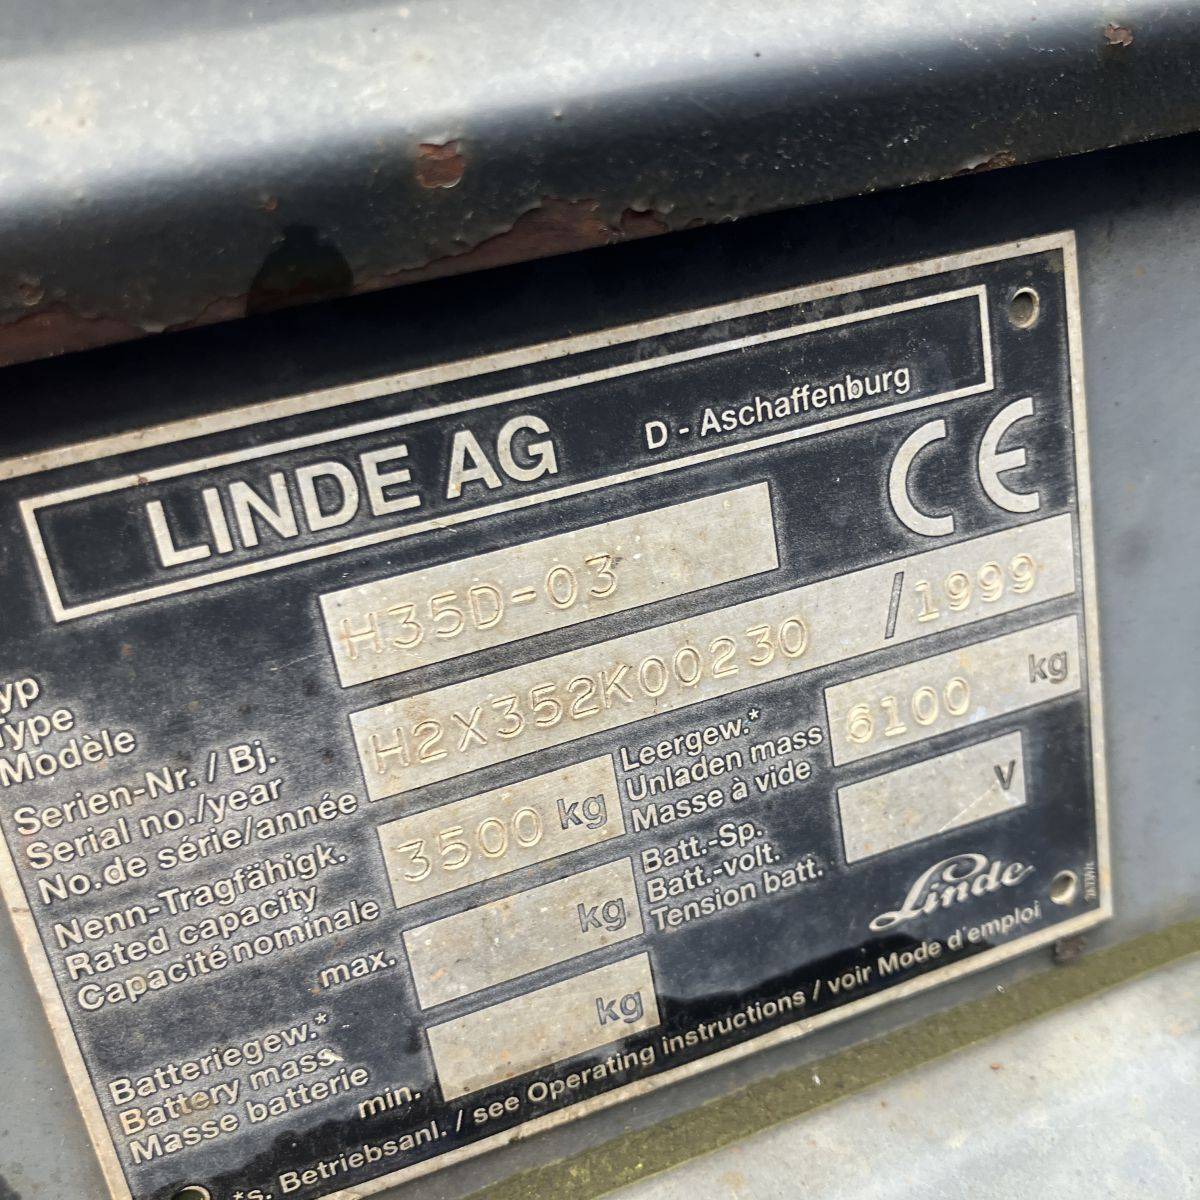 LINDE AG D - Aschaffenburg
CE
yp
Type
Modèle
H35D-03
Serien-Nr. / Bj.
Serial no./year
No.de série/année
H2X352K00230 /1999
Nenn-Tragfähigk.
Rated capacity
Capacité nominale
3500 kg
Leergew.*
Unladen mass
Masse à vide
6100 kg
Batteriegew.*
Battery mass
Masse batterie
max. kg
min. kg
Batt.-Sp.
Batt.-volt.
Tension batt.
V
Linde
*s. Betriebsanl. / see Operating instructions / voir Mode d'emploi